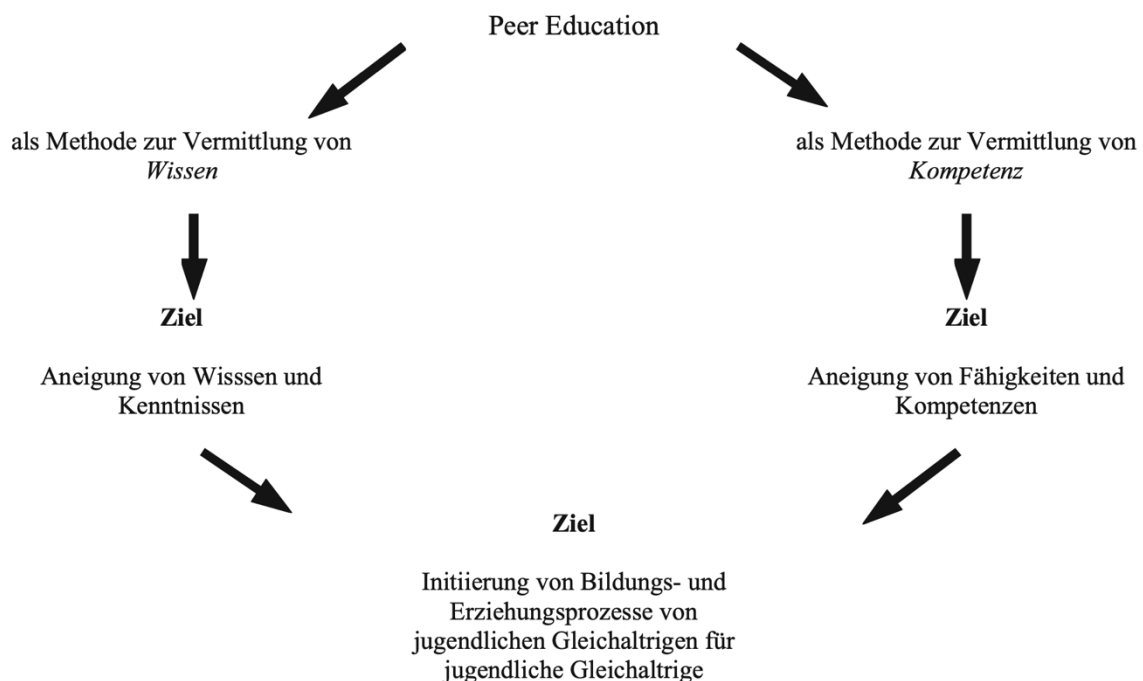 Peer Education
als Methode zur Vermittlung von
Wissen
als Methode zur Vermittlung von
Kompetenz
Ziel
Aneigung von Wisssen und
Kenntnissen
Ziel
Aneigung von Fähigkeiten und
Kompetenzen
Ziel
Initiierung von Bildungs- und
Erziehungsprozesse von
jugendlichen Gleichaltrigen für
jugendliche Gleichaltrige